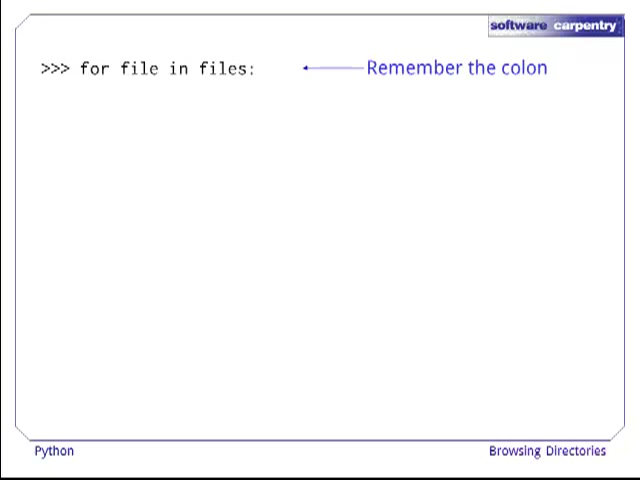 software carpentry
>>> for file in files:
Remember the colon
Python
Browsing Directories